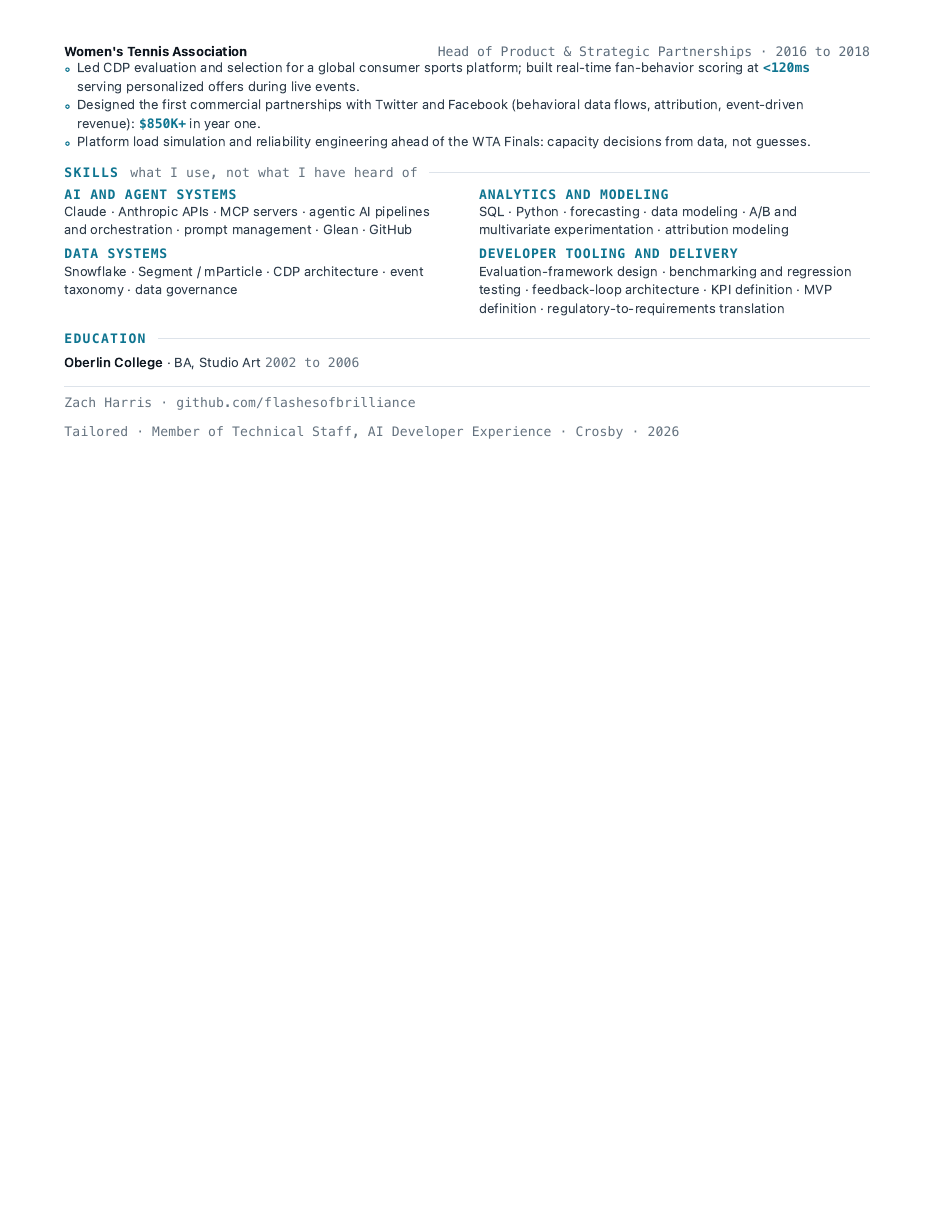 Women's Tennis Association Head of Product & Strategic Partnerships · 2016 to 2018
Led CDP evaluation and selection for a global consumer sports platform; built real-time fan-behavior scoring at <120ms
serving personalized offers during live events.
Designed the first commercial partnerships with Twitter and Facebook (behavioral data flows, attribution, event-driven
revenue): $850K+ in year one.
Platform load simulation and reliability engineering ahead of the WTA Finals: capacity decisions from data, not guesses.
SKILLS what I use, not what I have heard of
AI AND AGENT SYSTEMS
Claude · Anthropic APIs · MCP servers · agentic AI pipelines
and orchestration · prompt management · Glean · GitHub
ANALYTICS AND MODELING
SQL · Python · forecasting · data modeling · A/B and
multivariate experimentation · attribution modeling
DATA SYSTEMS
Snowflake · Segment / mParticle · CDP architecture · event
taxonomy · data governance
DEVELOPER TOOLING AND DELIVERY
Evaluation-framework design · benchmarking and regression
testing · feedback-loop architecture · KPI definition · MVP
definition · regulatory-to-requirements translation
EDUCATION
Oberlin College · BA, Studio Art 2002 to 2006
Zach Harris · github.com/flashesofbrilliance
Tailored · Member of Technical Staff, AI Developer Experience · Crosby · 2026